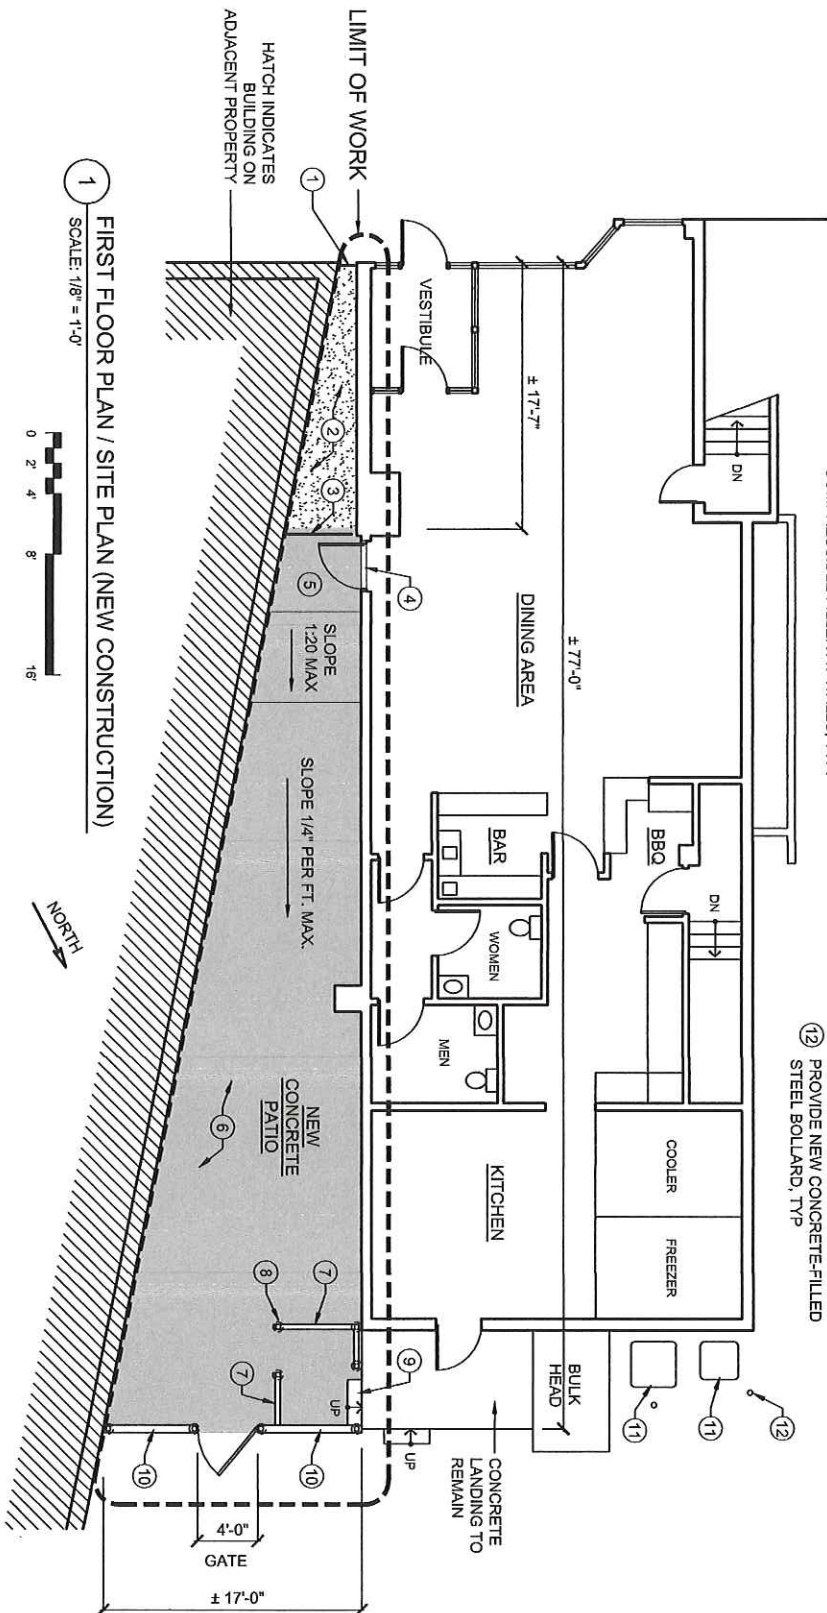 12 PROVIDE NEW CONCRETE-FILLED
STEEL BOLLARD, TYP
DN
DN
VESTIBULE
± 17'-7"
± 77'-0"
DINING AREA
BAR
BBQ
WOMEN
MEN
KITCHEN
COOLER
FREEZER
BULK
HEAD
11
11
12
CONCRETE
LANDING TO
REMAIN
UP
UP
LIMIT OF WORK
HATCH INDICATES
BUILDING ON
ADJACENT PROPERTY
1
2
3
4
5
SLOPE
1:20 MAX
SLOPE 1/4" PER FT. MAX.
NEW
CONCRETE
PATIO
6
7
8
7
9
10
10
4'-0"
GATE
± 17'-0"
NORTH
1 FIRST FLOOR PLAN / SITE PLAN (NEW CONSTRUCTION)
SCALE: 1/8" = 1'-0'
0 2' 4' 8' 16'